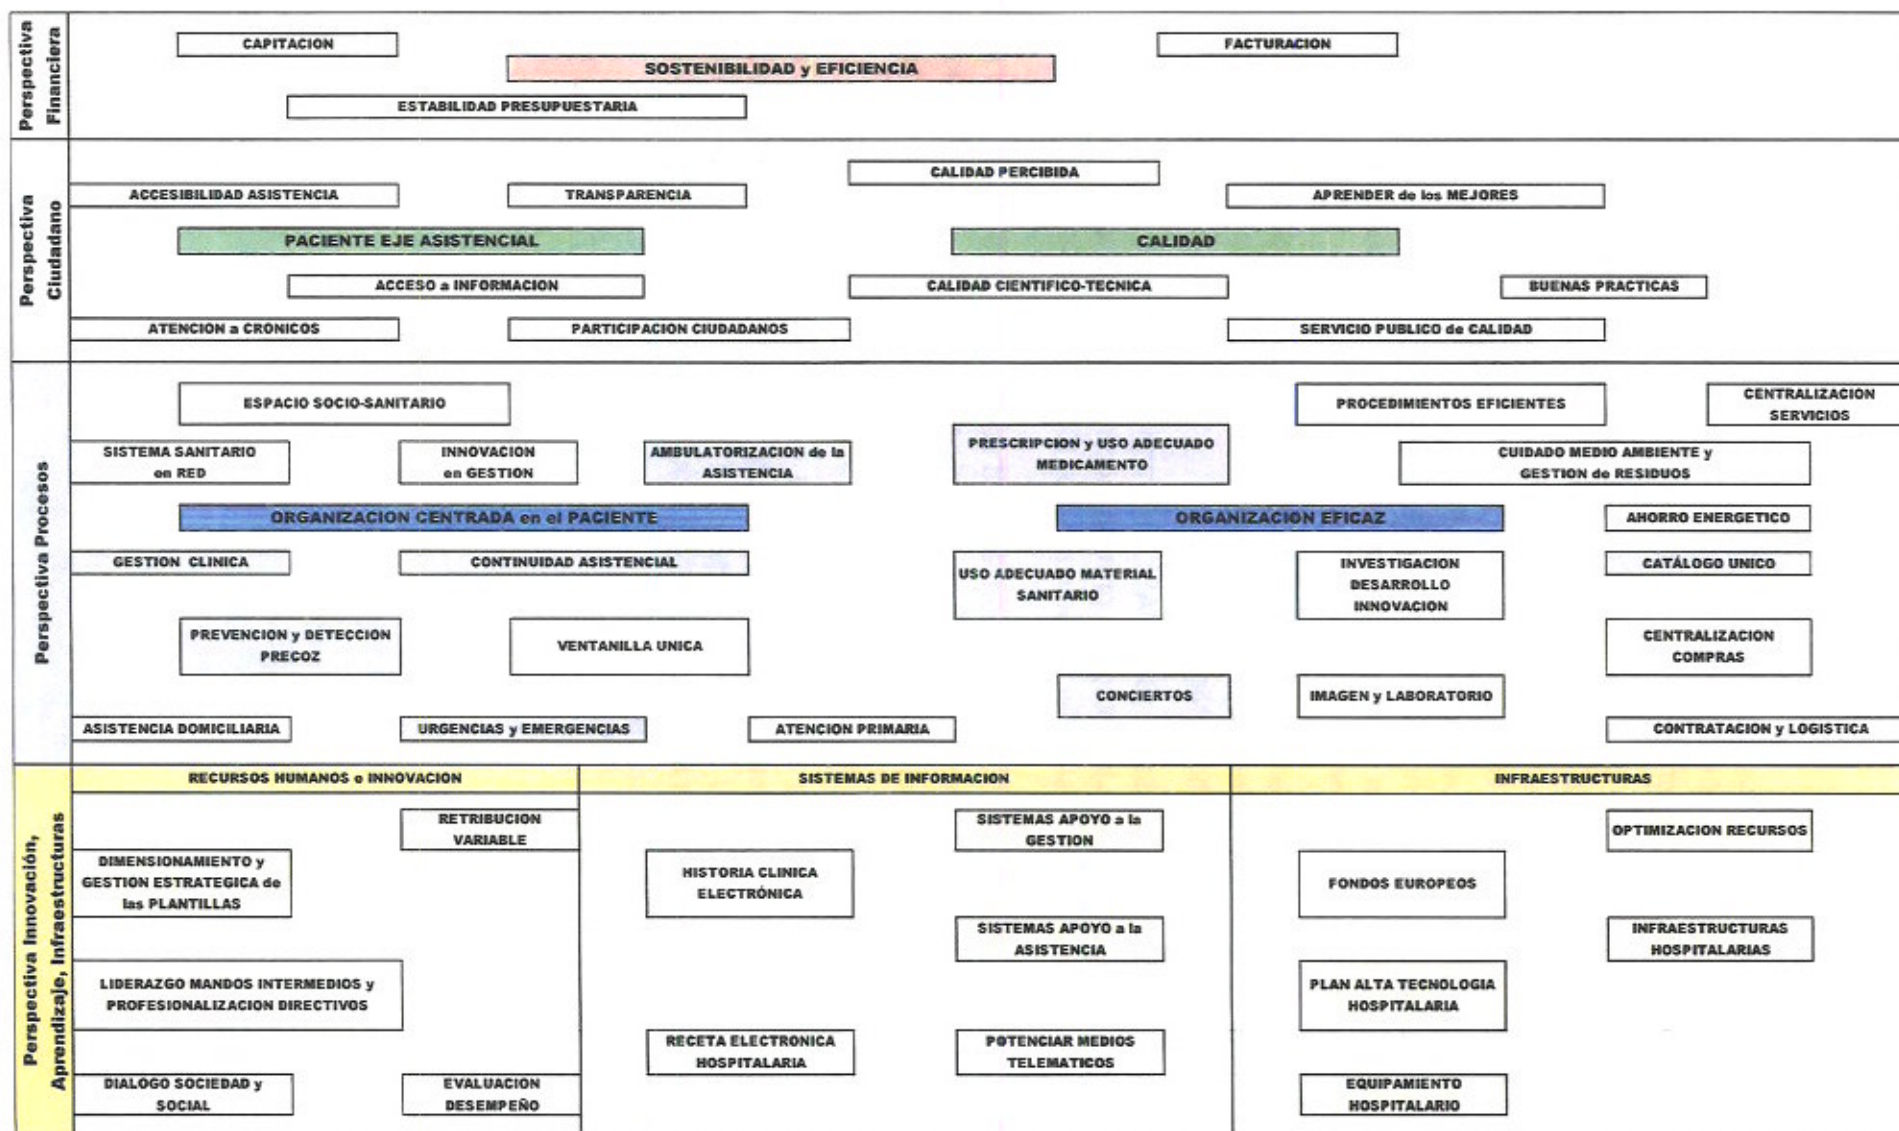 Perspectiva
Financiera
CAPITACION
FACTURACION
SOSTENIBILIDAD y EFICIENCIA
ESTABILIDAD PRESUPUESTARIA
Perspectiva
Ciudadano
CALIDAD PERCIBIDA
ACCESIBILIDAD ASISTENCIA
TRANSPARENCIA
APRENDER de los MEJORES
PACIENTE EJE ASISTENCIAL
CALIDAD
ACCESO a INFORMACION
CALIDAD CIENTIFICO-TECNICA
BUENAS PRACTICAS
ATENCION a CRÓNICOS
PARTICIPACION CIUDADANOS
SERVICIO PUBLICO de CALIDAD
Perspectiva Procesos
ESPACIO SOCIO-SANITARIO
PROCEDIMIENTOS EFICIENTES
CENTRALIZACION
SERVICIOS
SISTEMA SANITARIO
en RED
INNOVACION
en GESTION
AMBULATORIZACION de la
ASISTENCIA
PRESCRIPCION y USO ADECUADO
MEDICAMENTO
CUIDADO MEDIO AMBIENTE y
GESTION de RESIDUOS
ORGANIZACION CENTRADA en el PACIENTE
ORGANIZACION EFICAZ
AHORRO ENERGETICO
GESTION CLINICA
CONTINUIDAD ASISTENCIAL
USO ADECUADO MATERIAL
SANITARIO
INVESTIGACION
DESARROLLO
INNOVACION
CATÁLOGO UNICO
PREVENCION y DETECCION
PRECOZ
VENTANILLA UNICA
CENTRALIZACION
COMPRAS
CONCIERTOS
IMAGEN y LABORATORIO
ASISTENCIA DOMICILIARIA
URGENCIAS y EMERGENCIAS
ATENCION PRIMARIA
CONTRATACION y LOGISTICA
Perspectiva Innovación,
Aprendizaje, Infraestructuras
RECURSOS HUMANOS e INNOVACION
SISTEMAS DE INFORMACION
INFRAESTRUCTURAS
RETRIBUCION
VARIABLE
SISTEMAS APOYO a la
GESTION
OPTIMIZACION RECURSOS
DIMENSIONAMIENTO y
GESTION ESTRATEGICA de
las PLANTILLAS
HISTORIA CLINICA
ELECTRÓNICA
FONDOS EUROPEOS
SISTEMAS APOYO a la
ASISTENCIA
INFRAESTRUCTURAS
HOSPITALARIAS
LIDERAZGO MANDOS INTERMEDIOS y
PROFESIONALIZACION DIRECTIVOS
PLAN ALTA TECNOLOGIA
HOSPITALARIA
RECETA ELECTRONICA
HOSPITALARIA
POTENCIAR MEDIOS
TELEMATICOS
DIALOGO SOCIEDAD y
SOCIAL
EVALUACION
DESEMPEÑO
EQUIPAMIENTO
HOSPITALARIO